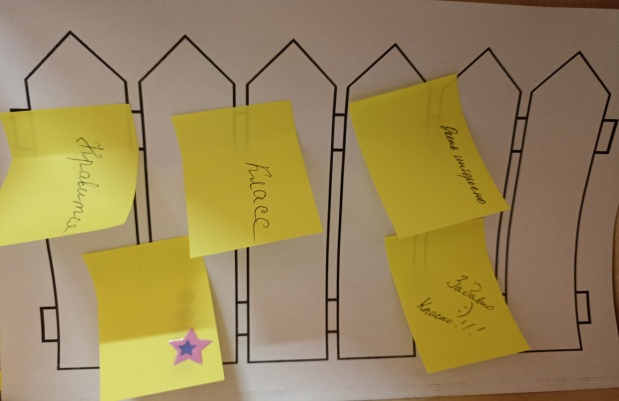 Нравится
Класс
Очень интересно
Забавно
:)
Классно!!!